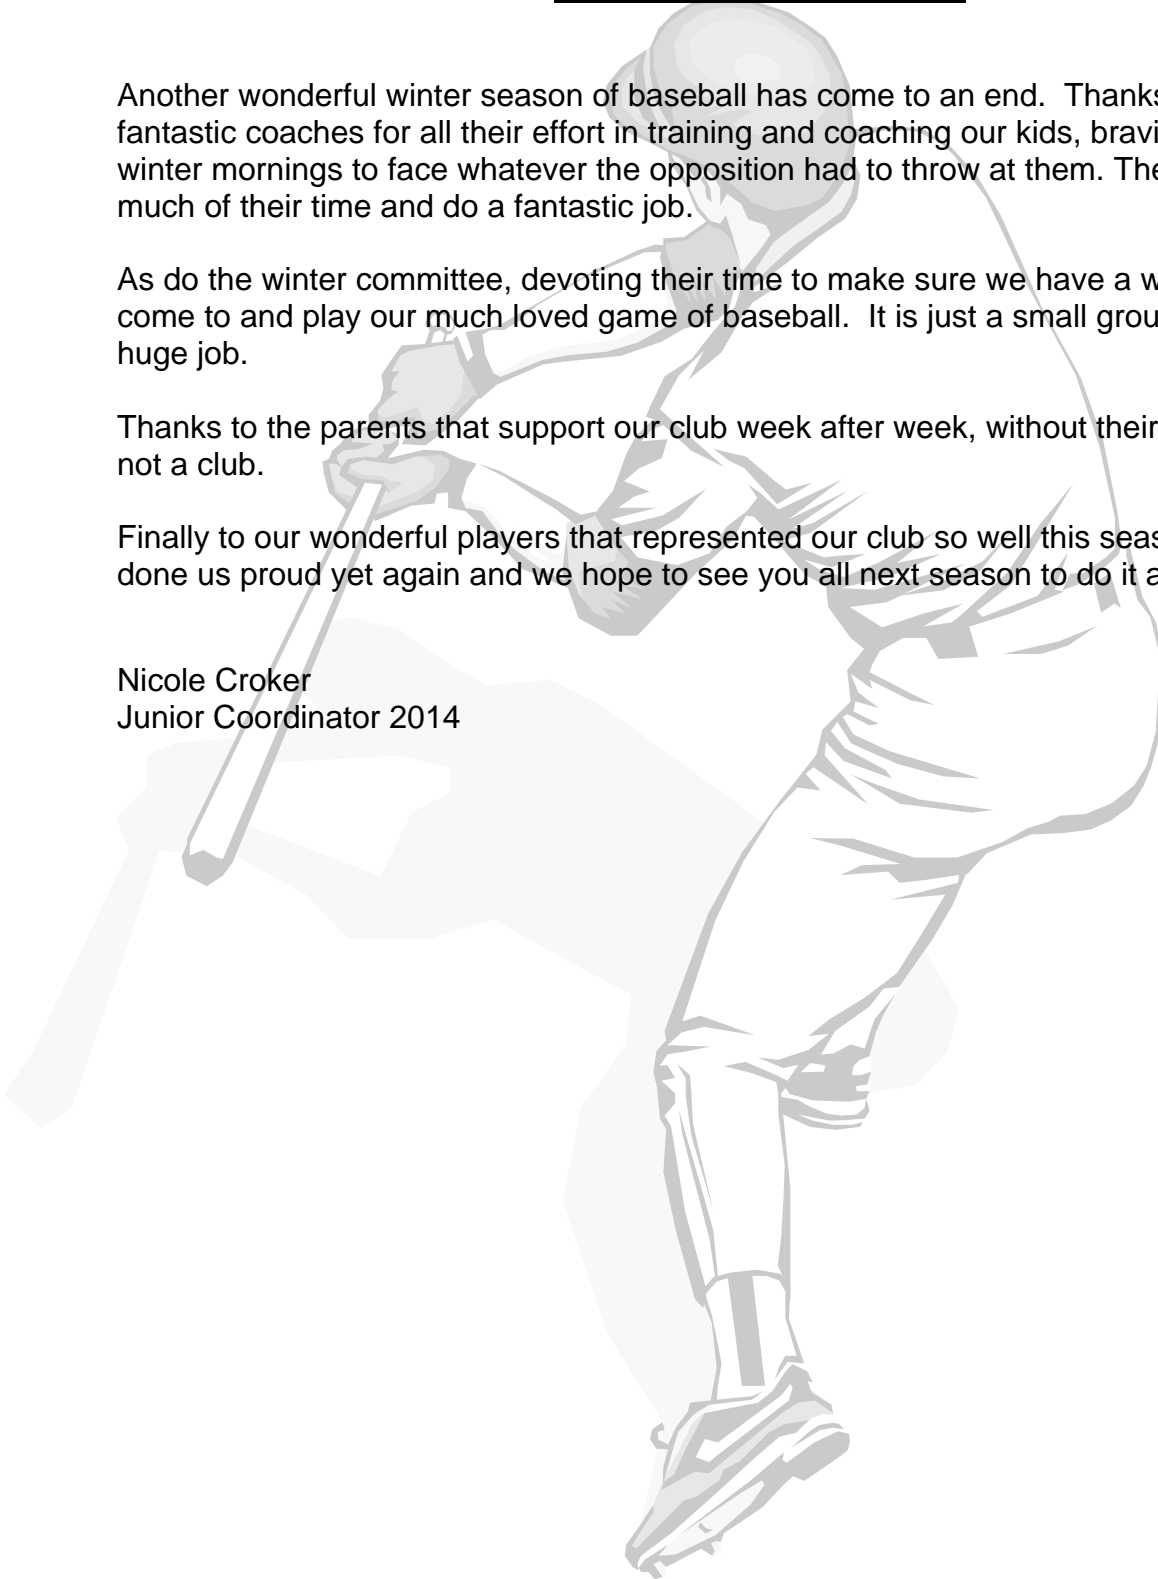 Another wonderful winter season of baseball has come to an end.  Thanks
fantastic coaches for all their effort in training and coaching our kids, bravi
winter mornings to face whatever the opposition had to throw at them. The
much of their time and do a fantastic job.
As do the winter committee, devoting their time to make sure we have a w
come to and play our much loved game of baseball.  It is just a small grou
huge job.
Thanks to the parents that support our club week after week, without their
not a club.
Finally to our wonderful players that represented our club so well this seas
done us proud yet again and we hope to see you all next season to do it a
Nicole Croker
Junior Coordinator 2014